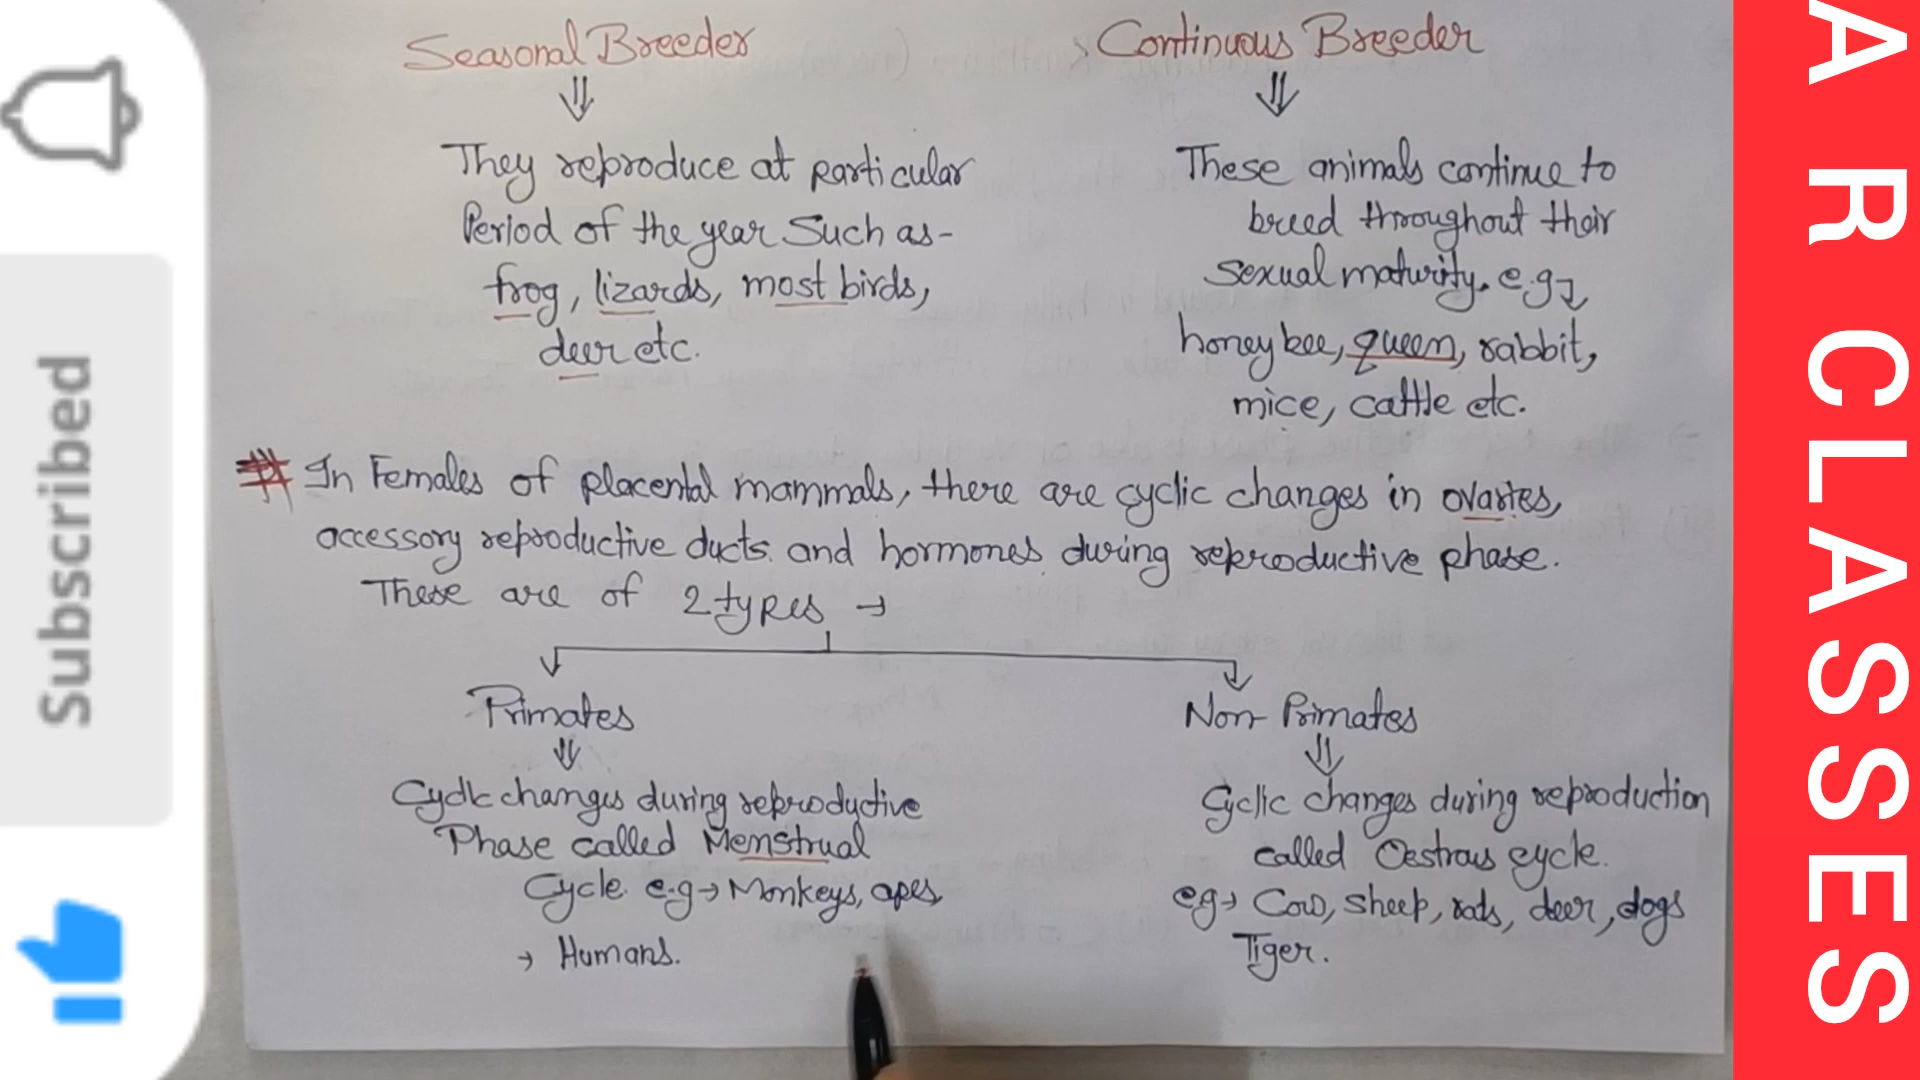 Seasonal Breeder
They reproduce at particular
Period of the year Such as-
frog, lizards, most birds,
deer etc.
Continuous Breeder
These animals continue to
breed throughout their
sexual maturity. e.g
honey bee, queen, rabbit,
mice, cattle etc.
# In Females of placental mammals, there are cyclic changes in ovaries,
accessory reproductive ducts and hormones during reproductive phase.
These are of 2 types →
Primates
Cyclic changes during reproductive
Phase called Menstrual
Cycle e.g → Monkeys, apes,
→ Humans.
Non Primates
Cyclic changes during reproduction
called Oestrous cycle.
e.g → Cow, sheep, rats, deer, dogs
Tiger.
Subscribed
A R CLASSES